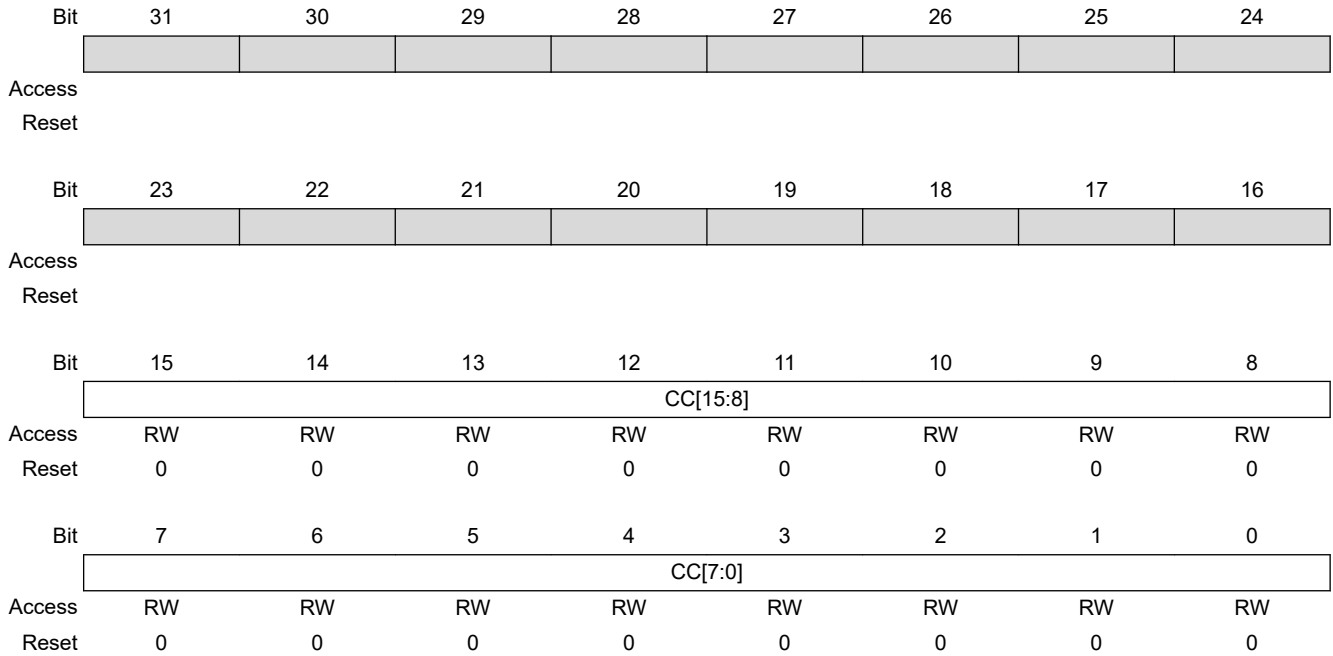 Bit 31 30 29 28 27 26 25 24
Access
Reset
Bit 23 22 21 20 19 18 17 16
Access
Reset
Bit 15 14 13 12 11 10 9 8
CC[15:8]
Access RW RW RW RW RW RW RW RW
Reset 0 0 0 0 0 0 0 0
Bit 7 6 5 4 3 2 1 0
CC[7:0]
Access RW RW RW RW RW RW RW RW
Reset 0 0 0 0 0 0 0 0